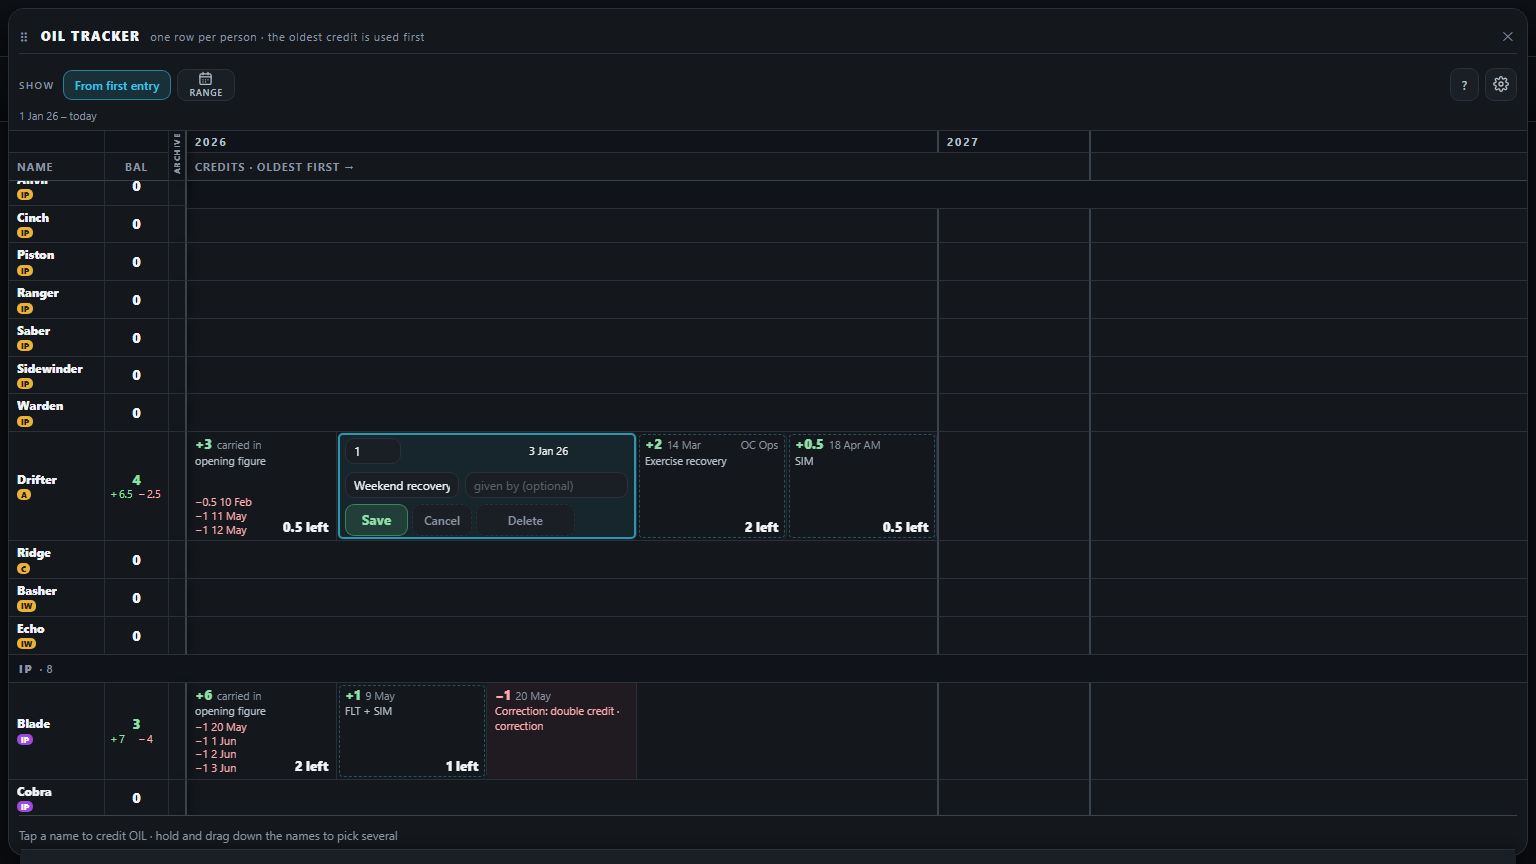 OIL TRACKER one row per person · the oldest credit is used first
SHOW From first entry RANGE ?
1 Jan 26 – today
ARCHIVE
2026 2027
NAME BAL CREDITS · OLDEST FIRST →
0
IP
Cinch 0
IP
Piston 0
IP
Ranger 0
IP
Saber 0
IP
Sidewinder 0
IP
Warden 0
IP
Drifter
A
4
+6.5 −2.5
+3 carried in
opening figure
−0.5 10 Feb
−1 11 May
−1 12 May
0.5 left
1 3 Jan 26
Weekend recovery given by (optional)
Save Cancel Delete
+2 14 Mar OC Ops
Exercise recovery
2 left
+0.5 18 Apr AM
SIM
0.5 left
Ridge 0
C
Basher 0
IW
Echo 0
IW
IP · 8
Blade
IP
3
+7 −4
+6 carried in
opening figure
−1 20 May
−1 1 Jun
−1 2 Jun
−1 3 Jun
2 left
+1 9 May
FLT + SIM
1 left
−1 20 May
Correction: double credit ·
correction
Cobra 0
IP
Tap a name to credit OIL · hold and drag down the names to pick several